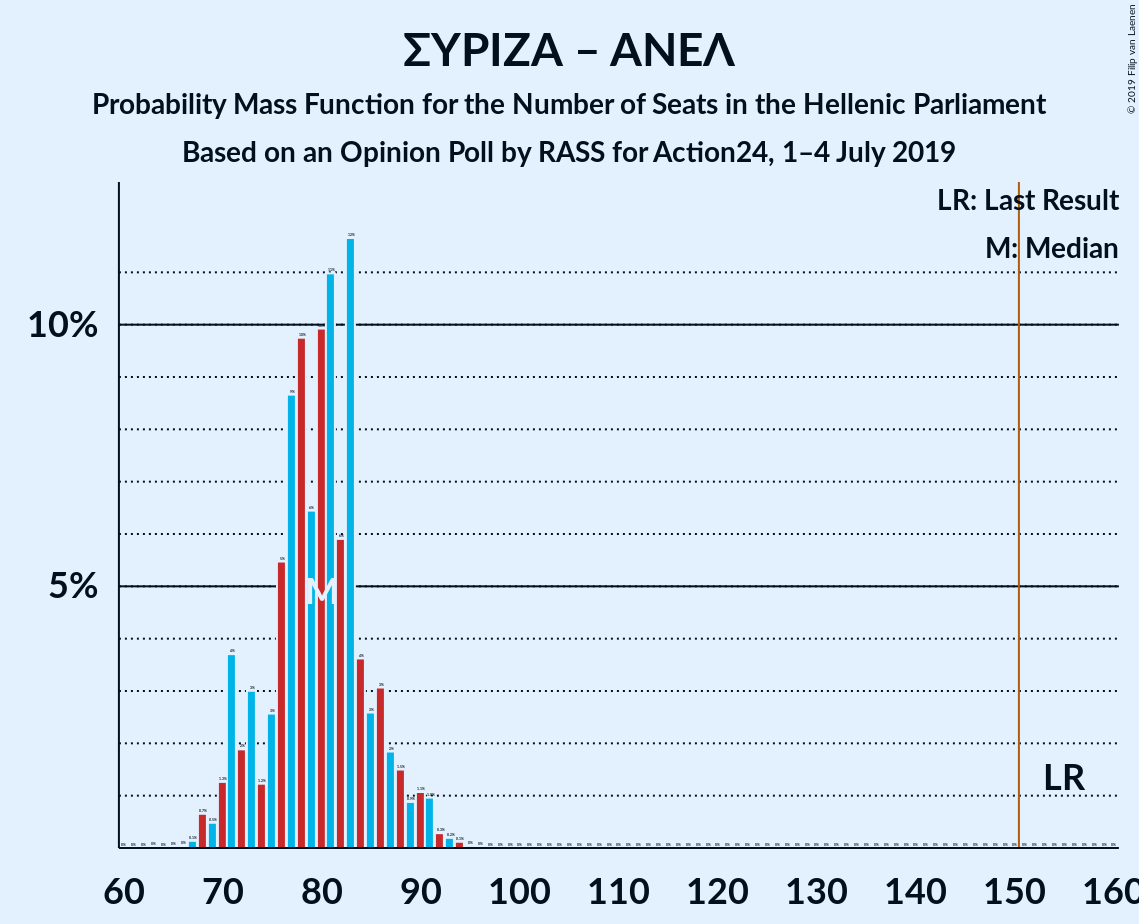 ΣΥΡΙΖΑ – ΑΝΕΛ
Probability Mass Function for the Number of Seats in the Hellenic Parliament
Based on an Opinion Poll by RASS for Action24, 1–4 July 2019
© 2019 Filip van Laenen
LR: Last Result
M: Median
10%
5%
M
LR
60 70 80 90 100 110 120 130 140 150 160